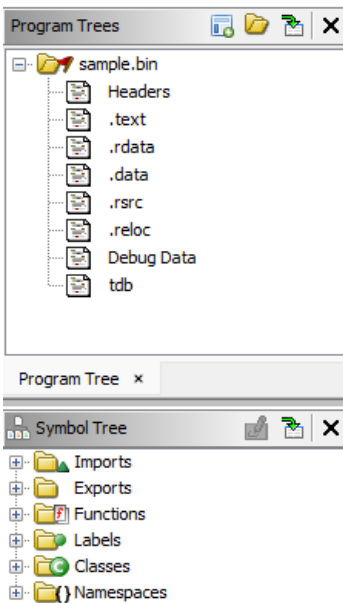 Program Trees
sample.bin
Headers
.text
.rdata
.data
.rsrc
.reloc
Debug Data
tdb
Program Tree ×
Symbol Tree
Imports
Exports
Functions
Labels
Classes
Namespaces